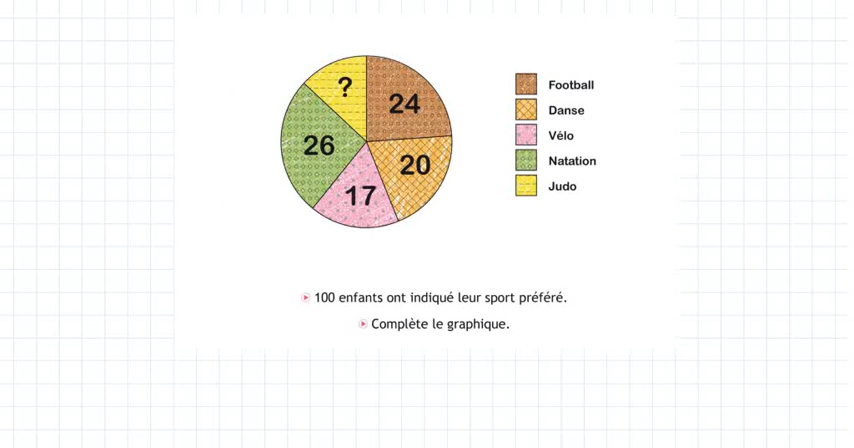 ?
24
26
20
17
Football
Danse
Vélo
Natation
Judo
100 enfants ont indiqué leur sport préféré.
Complète le graphique.